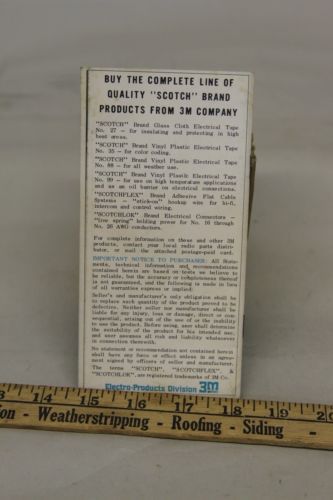 BUY THE COMPLETE LINE OF
QUALITY "SCOTCH" BRAND
PRODUCTS FROM 3M COMPANY
"SCOTCH" Brand Glass Cloth Electrical Tape
No. 27 — for insulating and protecting in high
heat areas.
"SCOTCH" Brand Vinyl Plastic Electrical Tape
No. 35 — for color coding.
"SCOTCH" Brand Vinyl Plastic Electrical Tape
No. 88 — for all weather use.
"SCOTCH" Brand Vinyl Plastic Electrical Tape
No. 99 — for use on high temperature applications
and as an oil barrier on electrical connections.
"SCOTCHFLEX" Brand Adhesive Flat Cable
Systems — "stick-on" hookup wire for hi-fi,
intercom and control wiring.
"SCOTCHLOK" Brand Electrical Connectors —
"live spring" holding power for No. 16 through
No. 26 AWG conductors.
For complete information on these and other 3M
products, contact your local radio parts distri-
butor, or mail the attached postage-paid card.
IMPORTANT NOTICE TO PURCHASER: All State-
ments, technical information and recommendations
contained herein are based on tests we believe to
be reliable, but the accuracy or completeness thereof
is not guaranteed, and the following is made in lieu
of all warranties express or implied:
Seller's and manufacturer's only obligation shall be
to replace such quantity of the product proved to be
defective. Neither seller nor manufacturer shall be
liable for any injury, loss or damage, direct or con-
sequential, arising out of the use of or the inability
to use the product. Before using, user shall determine
the suitability of the product for his intended use,
and user assumes all risk and liability whatsoever
in connection therewith.
No statement or recommendation not contained herein
shall have any force or effect unless in an agree-
ment signed by officers of seller and manufacturer.
The terms "SCOTCH", "SCOTCHFLEX", &
"SCOTCHLOK", are registered trademarks of 3M Co.
Electro-Products Division 3M
12 13 14 15 16 17 18 19 20
on - Weatherstripping - Roofing - Siding -